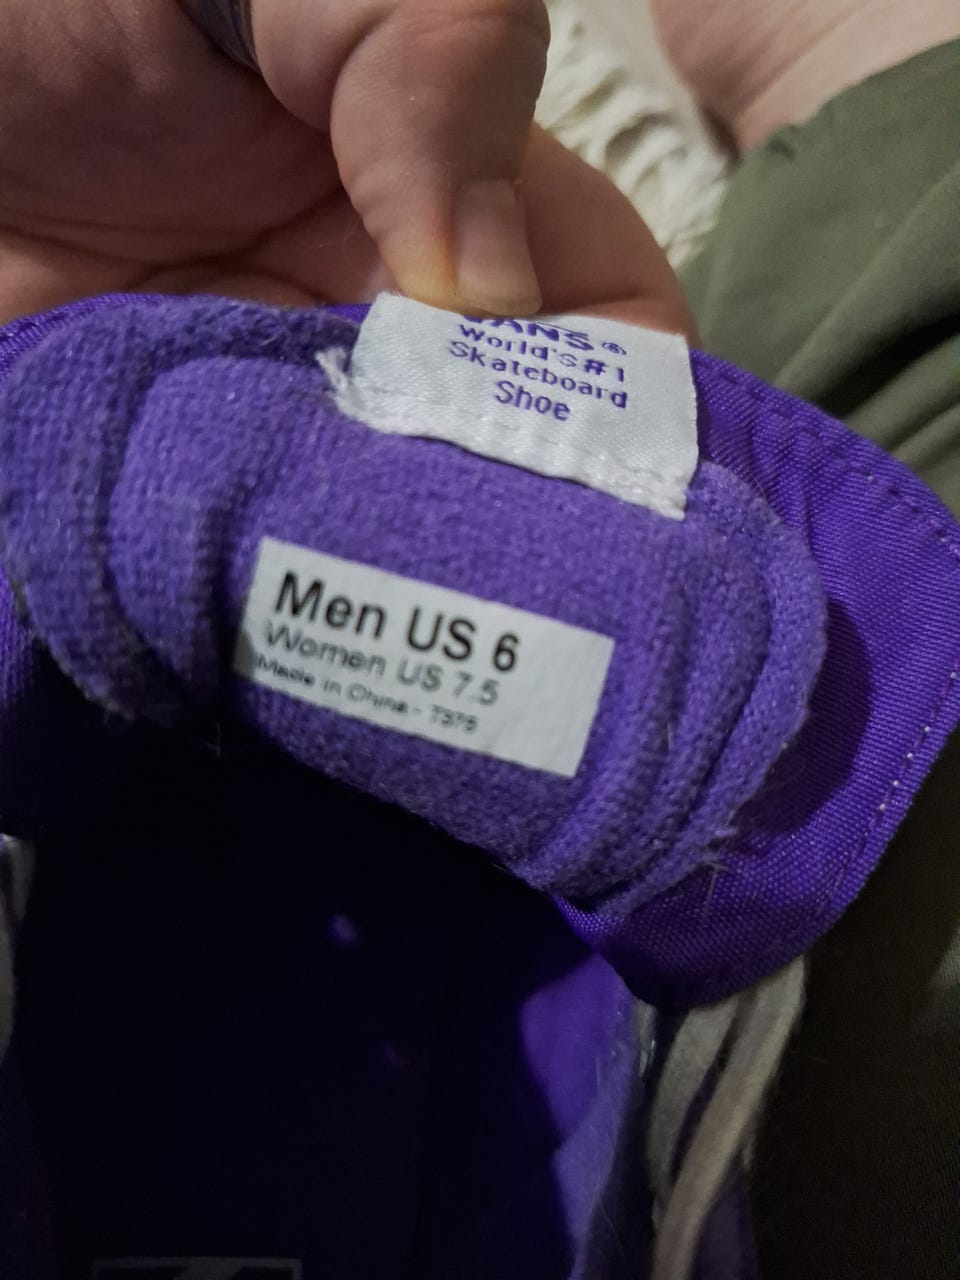 VANS®
World's #1
Skateboard
Shoe
Men US 6
Women US 7.5
Made in China - T375